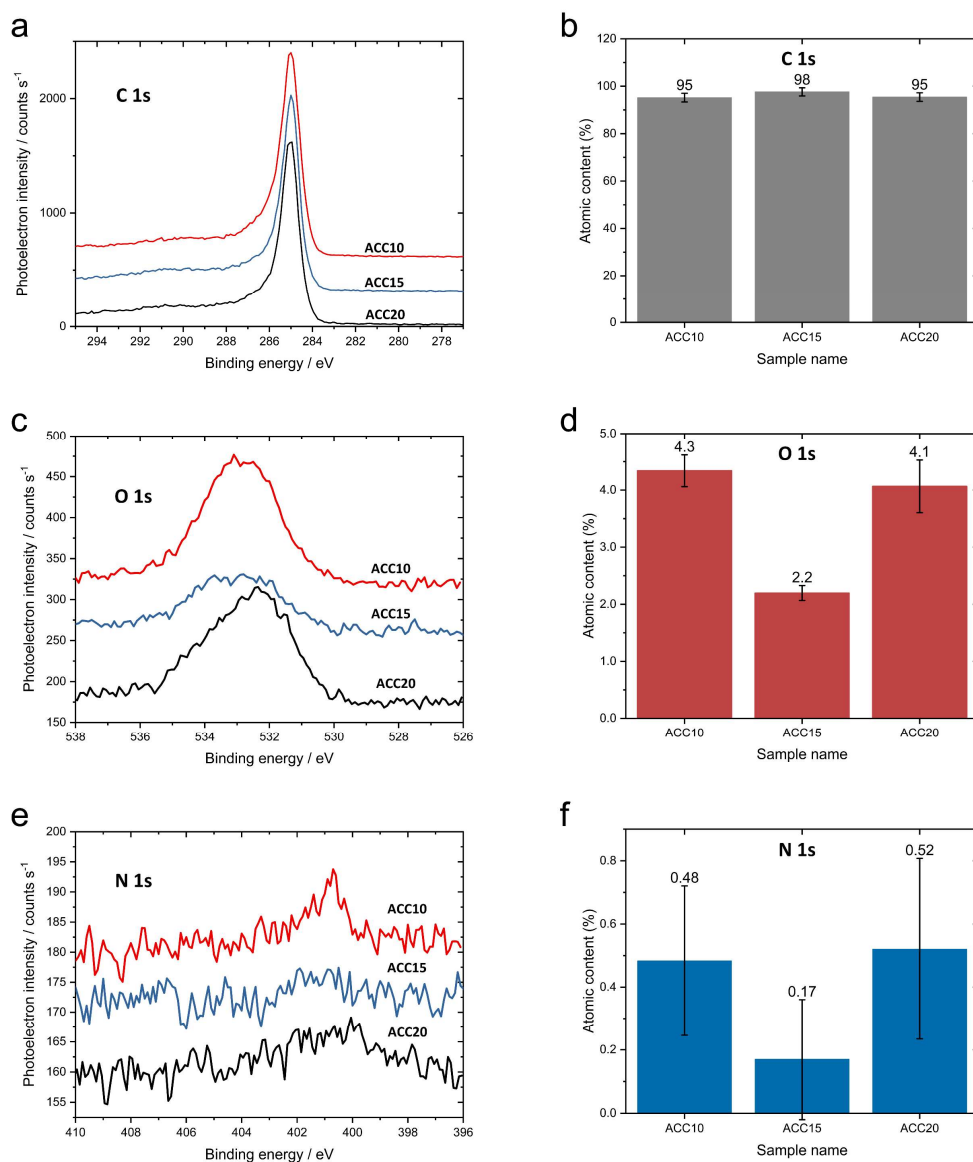 a
C 1s
Photoelectron intensity / counts s⁻¹
2000
1000
0
ACC10
ACC15
ACC20
294 292 290 288 286 284 282 280 278
Binding energy / eV
b
C 1s
Atomic content (%)
120
100
80
60
40
20
0
95 98 95
ACC10 ACC15 ACC20
Sample name
c
O 1s
Photoelectron intensity / counts s⁻¹
500
450
400
350
300
250
200
150
ACC10
ACC15
ACC20
538 536 534 532 530 528 526
Binding energy / eV
d
O 1s
Atomic content (%)
5.0
4.0
3.0
2.0
1.0
0.0
4.3 2.2 4.1
ACC10 ACC15 ACC20
Sample name
e
N 1s
Photoelectron intensity / counts s⁻¹
200
195
190
185
180
175
170
165
160
155
ACC10
ACC15
ACC20
410 408 406 404 402 400 398 396
Binding energy / eV
f
N 1s
Atomic content (%)
0.8
0.6
0.4
0.2
0.0
0.48 0.17 0.52
ACC10 ACC15 ACC20
Sample name